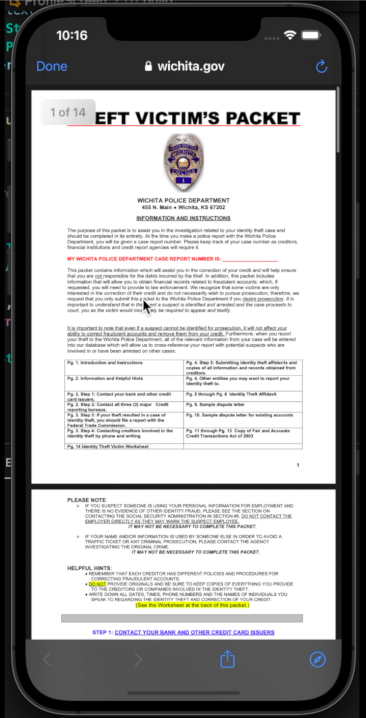 10:16
Done
wichita.gov
1 of 14
EFT VICTIM'S PACKET
WICHITA POLICE DEPARTMENT
455 N. Main • Wichita, KS 67202
INFORMATION AND INSTRUCTIONS
The purpose of this packet is to assist you in the investigation related to your identity theft case and
should be completed in its entirety. At the time you make a police report with the Wichita Police
Department, you will be given a case report number. Please keep track of your case number as creditors,
financial institutions and credit report agencies will ask for it.
MY WICHITA POLICE DEPARTMENT CASE REPORT NUMBER IS:
This packet contains information which will assist you in the correction of your credit and will help ensure
that you are not responsible for the debts incurred by the thief. In addition, this packet includes
information that will allow you to obtain financial records related to fraudulent accounts, which, if
requested, you will need to provide to law enforcement. We recognize that some victims are only
interested in the correction of their credit and do not necessarily wish to pursue prosecution; therefore, we
request that you only submit this packet to the Wichita Police Department if you desire prosecution. It is
important to understand that in the event a suspect is identified and arrested and the case proceeds to
court, you as the victim would most likely be required to appear and testify.
It is important to note that even if a suspect cannot be identified for prosecution, it will not affect your
ability to correct fraudulent accounts and remove them from your credit. Furthermore, when you report
your theft to the Wichita Police Department, all of the relevant information from your case will be entered
into our database which will allow us to cross-reference your report with potential suspects who are
involved in or have been arrested on other cases.
Pg. 1. Introduction and Instructions
Pg. 4. Step 5: Submitting identity theft affidavits and
copies of all information and records obtained from
creditors.
Pg. 2. Information and Helpful Hints
Pg. 4. Other entities you may want to report your
identity theft to.
Pg. 2. Step 1: Contact your bank and other credit
card issuers.
Pg. 5 through Pg. 8 Identity Theft Affidavit
Pg. 2. Step 2: Contact all three (3) major Credit
reporting bureaus.
Pg. 9. Sample dispute letter
Pg. 3. Step 3: If your theft resulted in a case of
identity theft, you should file a report with the
Federal Trade Commission.
Pg. 10. Sample dispute letter for existing accounts
Pg. 3. Step 4: Contacting creditors involved in the
identity theft by phone and writing.
Pg. 11 through Pg. 13 Copy of Fair and Accurate
Credit Transactions Act of 2003
Pg. 14 Identity Theft Victim Worksheet
1
PLEASE NOTE:
➢ IF YOU SUSPECT SOMEONE IS USING YOUR PERSONAL INFORMATION FOR EMPLOYMENT AND
THERE IS NO EVIDENCE OF OTHER IDENTITY FRAUD, PLEASE SEE THE SECTION ON
CONTACTING THE SOCIAL SECURITY ADMINISTRATION IN SECTION #6. DO NOT CONTACT THE
EMPLOYER DIRECTLY AS THEY MAY WARN THE SUSPECT EMPLOYEE.
IT MAY NOT BE NECESSARY TO COMPLETE THIS PACKET.
➢ IF YOUR NAME AND/OR INFORMATION IS USED BY SOMEONE ELSE IN ORDER TO AVOID A
TRAFFIC TICKET OR ANY CRIMINAL PROSECUTION, PLEASE CONTACT THE AGENCY
INVESTIGATING THE ORIGINAL CRIME.
IT MAY NOT BE NECESSARY TO COMPLETE THIS PACKET.
HELPFUL HINTS:
♦ REMEMBER THAT EACH CREDITOR HAS DIFFERENT POLICIES AND PROCEDURES FOR
CORRECTING FRAUDULENT ACCOUNTS.
♦ DO NOT PROVIDE ORIGINALS AND BE SURE TO KEEP COPIES OF EVERYTHING YOU PROVIDE
TO THE CREDITORS OR COMPANIES INVOLVED IN THE IDENTITY THEFT.
♦ WRITE DOWN ALL DATES, TIMES, PHONE NUMBERS AND THE NAMES OF INDIVIDUALS YOU
SPEAK TO REGARDING THE IDENTITY THEFT AND CORRECTION OF YOUR CREDIT.
(See the Worksheet at the back of this packet.)
STEP 1: CONTACT YOUR BANK AND OTHER CREDIT CARD ISSUERS